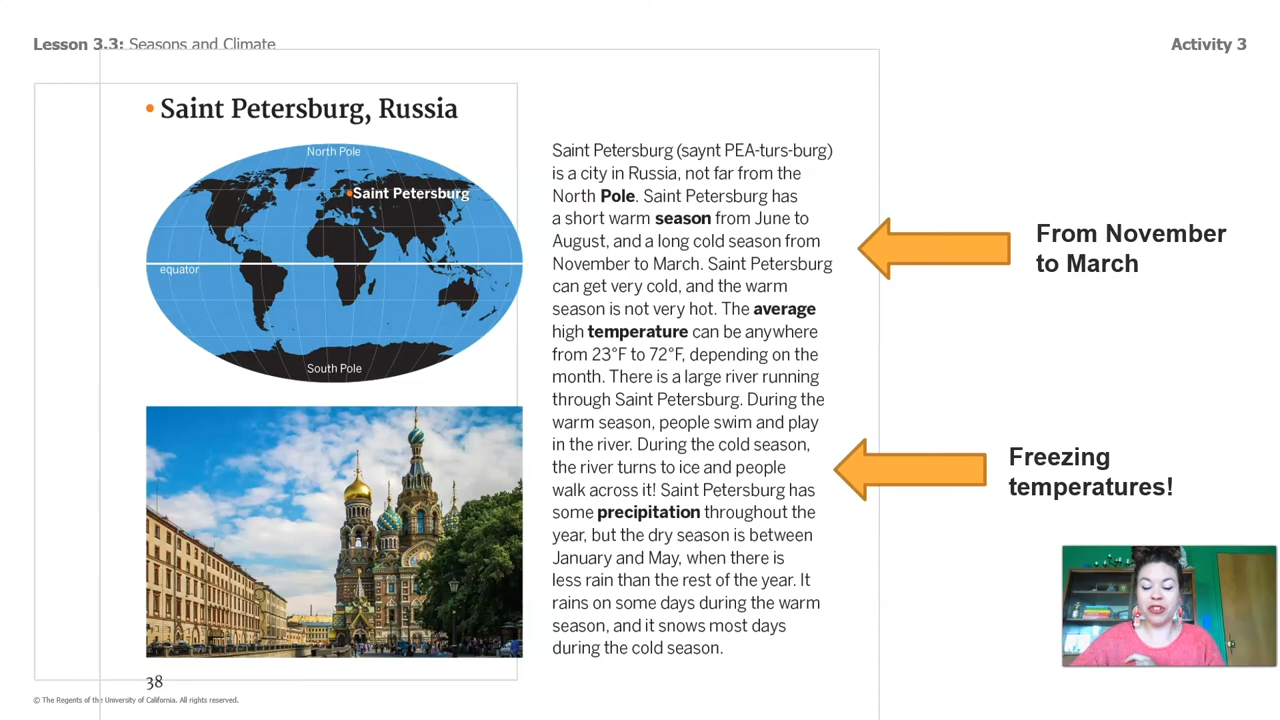 Lesson 3.3: Seasons and Climate
Activity 3
• Saint Petersburg, Russia
North Pole
Saint Petersburg
equator
South Pole
Saint Petersburg (saynt PEA-turs-burg)
is a city in Russia, not far from the
North Pole. Saint Petersburg has
a short warm season from June to
August, and a long cold season from
November to March. Saint Petersburg
can get very cold, and the warm
season is not very hot. The average
high temperature can be anywhere
from 23°F to 72°F, depending on the
month. There is a large river running
through Saint Petersburg. During the
warm season, people swim and play
in the river. During the cold season,
the river turns to ice and people
walk across it! Saint Petersburg has
some precipitation throughout the
year, but the dry season is between
January and May, when there is
less rain than the rest of the year. It
rains on some days during the warm
season, and it snows most days
during the cold season.
From November
to March
Freezing
temperatures!
38
© The Regents of the University of California. All rights reserved.